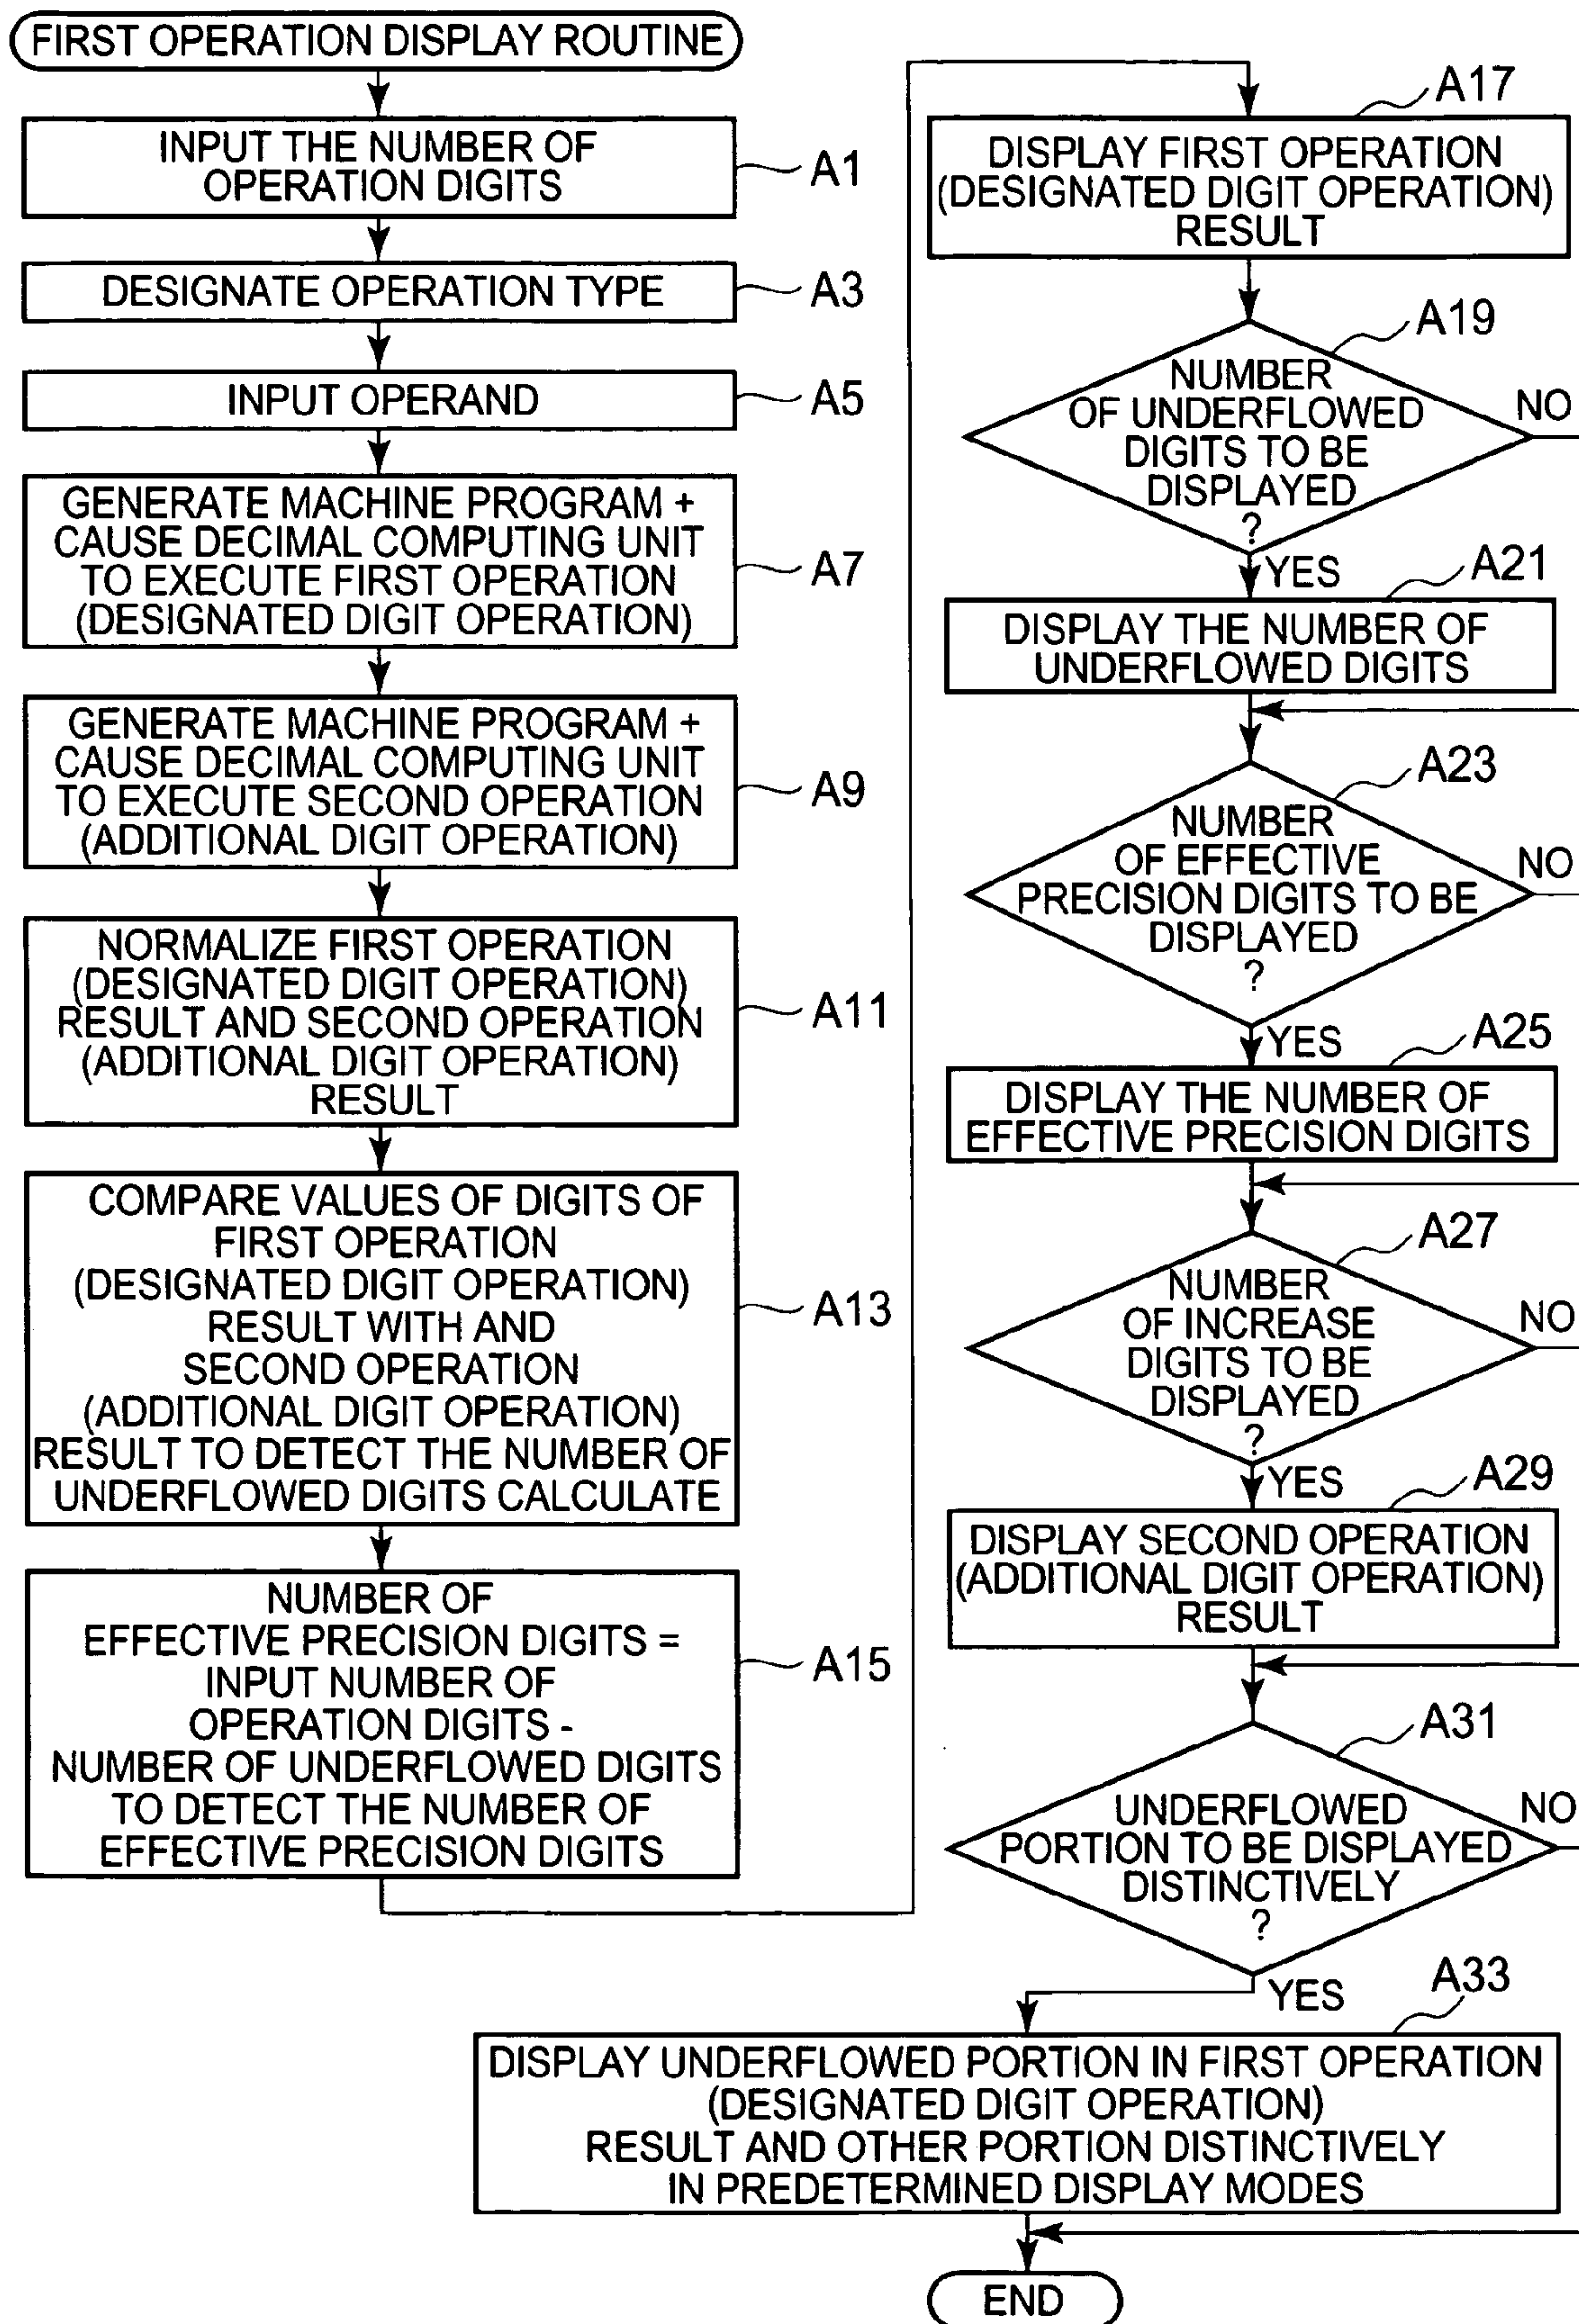 FIRST OPERATION DISPLAY ROUTINE
INPUT THE NUMBER OF
OPERATION DIGITS
A1
DESIGNATE OPERATION TYPE
A3
INPUT OPERAND
A5
GENERATE MACHINE PROGRAM +
CAUSE DECIMAL COMPUTING UNIT
TO EXECUTE FIRST OPERATION
(DESIGNATED DIGIT OPERATION)
A7
GENERATE MACHINE PROGRAM +
CAUSE DECIMAL COMPUTING UNIT
TO EXECUTE SECOND OPERATION
(ADDITIONAL DIGIT OPERATION)
A9
NORMALIZE FIRST OPERATION
(DESIGNATED DIGIT OPERATION)
RESULT AND SECOND OPERATION
(ADDITIONAL DIGIT OPERATION)
RESULT
A11
COMPARE VALUES OF DIGITS OF
FIRST OPERATION
(DESIGNATED DIGIT OPERATION)
RESULT WITH AND
SECOND OPERATION
(ADDITIONAL DIGIT OPERATION)
RESULT TO DETECT THE NUMBER OF
UNDERFLOWED DIGITS CALCULATE
A13
NUMBER OF
EFFECTIVE PRECISION DIGITS =
INPUT NUMBER OF
OPERATION DIGITS -
NUMBER OF UNDERFLOWED DIGITS
TO DETECT THE NUMBER OF
EFFECTIVE PRECISION DIGITS
A15
A17
DISPLAY FIRST OPERATION
(DESIGNATED DIGIT OPERATION)
RESULT
A19
NUMBER
OF UNDERFLOWED
DIGITS TO BE
DISPLAYED
?
NO
YES
A21
DISPLAY THE NUMBER OF
UNDERFLOWED DIGITS
A23
NUMBER
OF EFFECTIVE
PRECISION DIGITS TO BE
DISPLAYED
?
NO
YES
A25
DISPLAY THE NUMBER OF
EFFECTIVE PRECISION DIGITS
A27
NUMBER
OF INCREASE
DIGITS TO BE
DISPLAYED
?
NO
YES
A29
DISPLAY SECOND OPERATION
(ADDITIONAL DIGIT OPERATION)
RESULT
A31
UNDERFLOWED
PORTION TO BE DISPLAYED
DISTINCTIVELY
?
NO
YES
A33
DISPLAY UNDERFLOWED PORTION IN FIRST OPERATION
(DESIGNATED DIGIT OPERATION)
RESULT AND OTHER PORTION DISTINCTIVELY
IN PREDETERMINED DISPLAY MODES
END